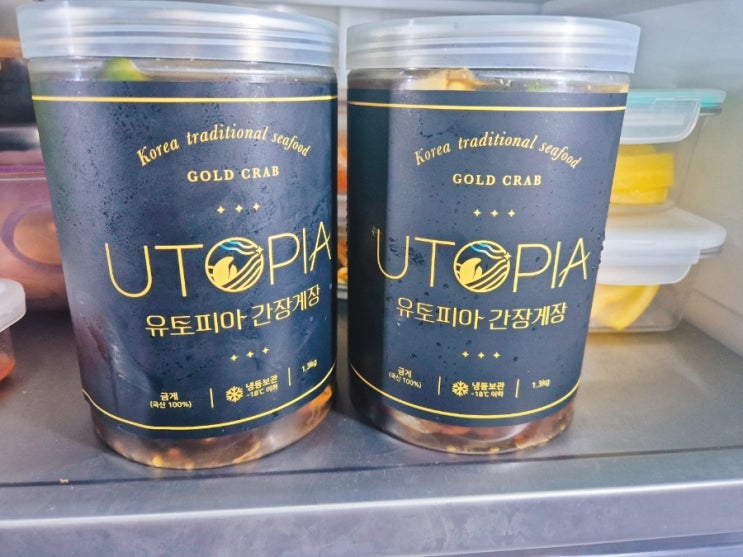 Korea traditional seafood
GOLD CRAB
UTOPIA
유토피아 간장게장
금게
(국산 100%)
냉동보관
-18℃ 이하
1.3kg
Korea traditional seafood
GOLD CRAB
UTOPIA
유토피아 간장게장
금게
(국산 100%)
냉동보관
-18℃ 이하
1.3kg